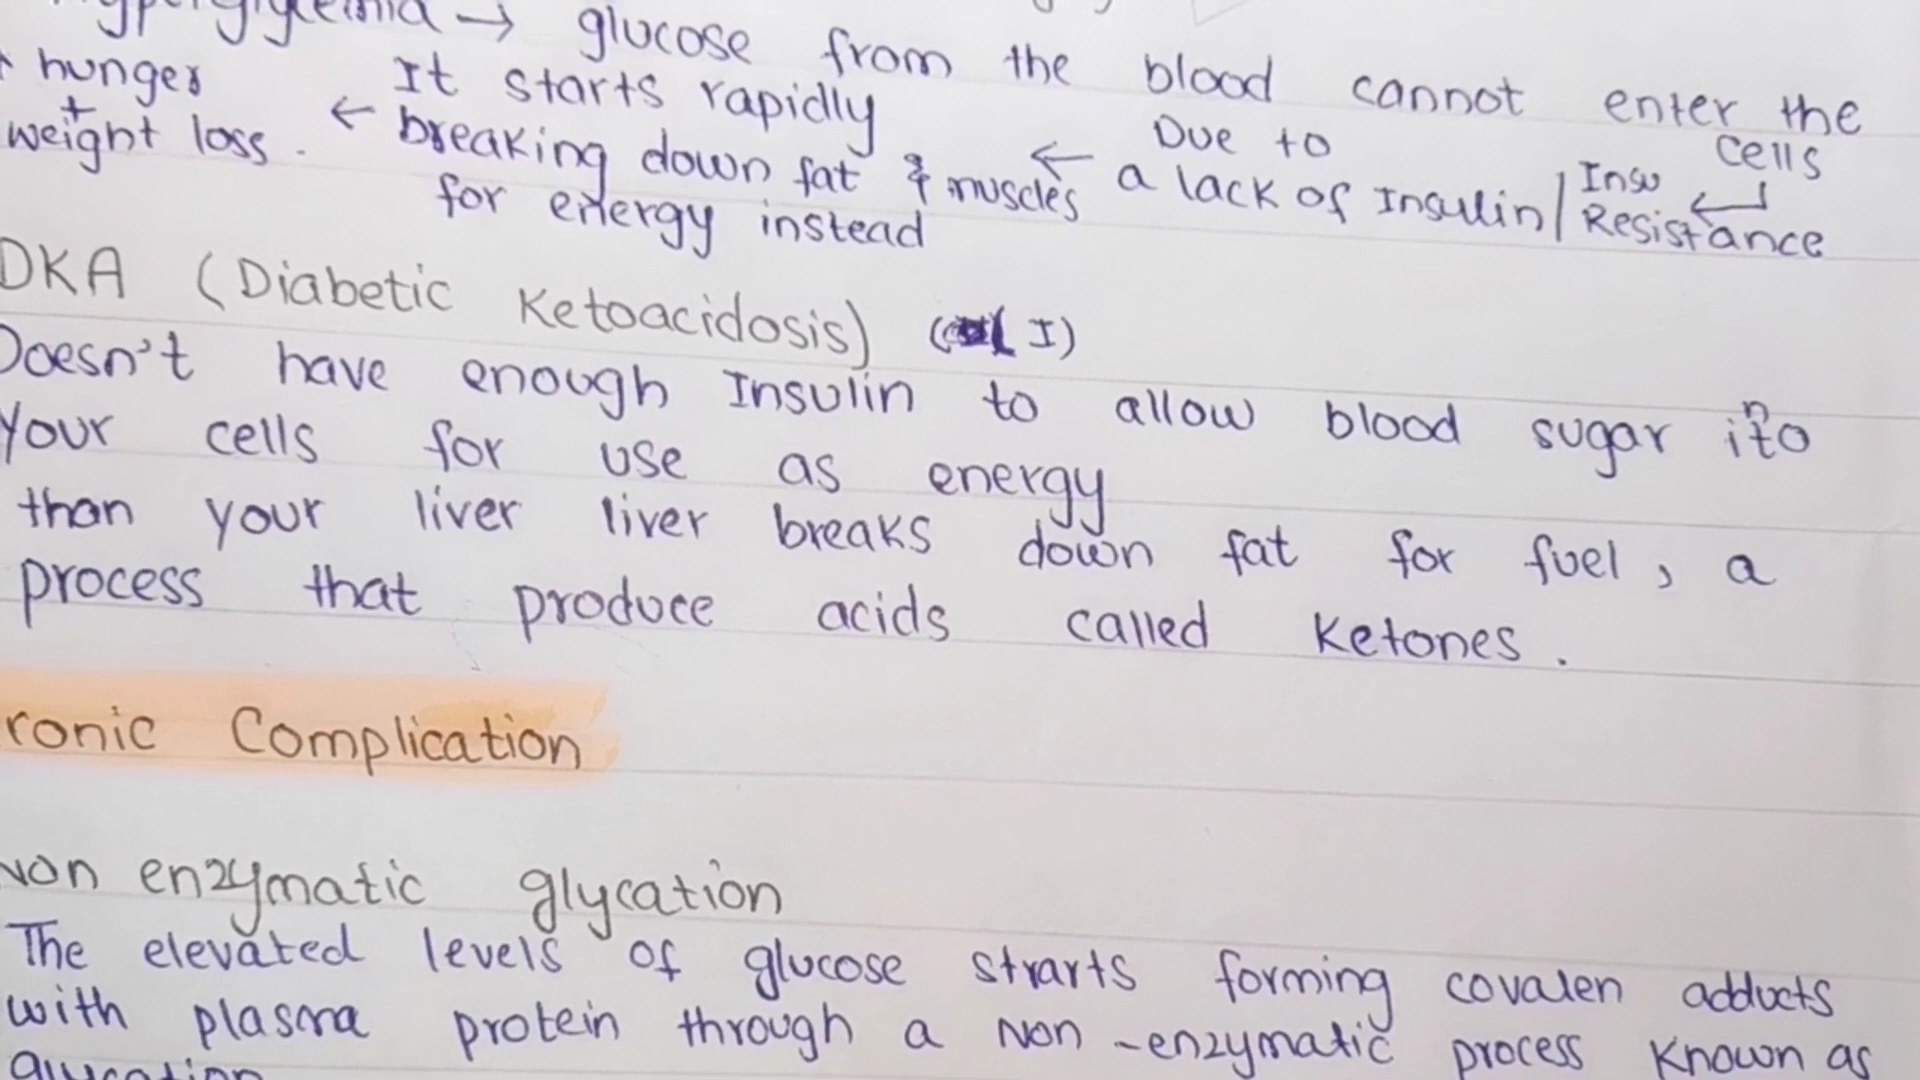 Hyperglycemia → glucose from the blood cannot enter the cells
↑ hunger + weight loss. ← It starts rapidly breaking down fat & muscles for energy instead ← Due to a lack of Insulin / Insu Resistance ↵
DKA (Diabetic Ketoacidosis) ( I)
Doesn't have enough Insulin to allow blood sugar into
Your cells for use as energy
than your liver liver breaks down fat for fuel, a
process that produce acids called Ketones.
ronic Complication
Non enzymatic glycation
The elevated levels of glucose strarts forming covalen adducts
with plasma protein through a Non-enzymatic process known as
glycation